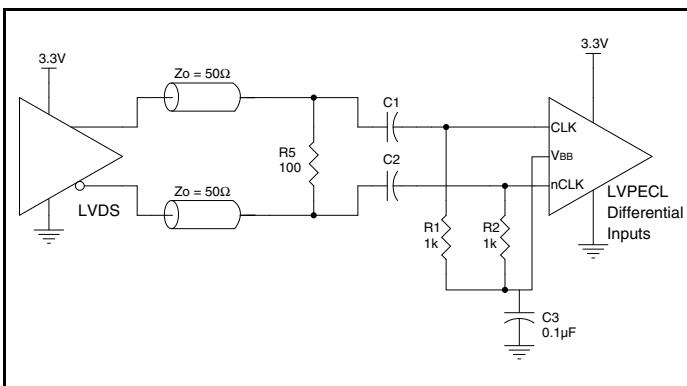 3.3V
Zo = 50Ω
3.3V
C1
CLK
R5
100
C2
VBB
Zo = 50Ω
nCLK
LVDS
LVPECL
Differential
Inputs
R1
1k
R2
1k
C3
0.1µF